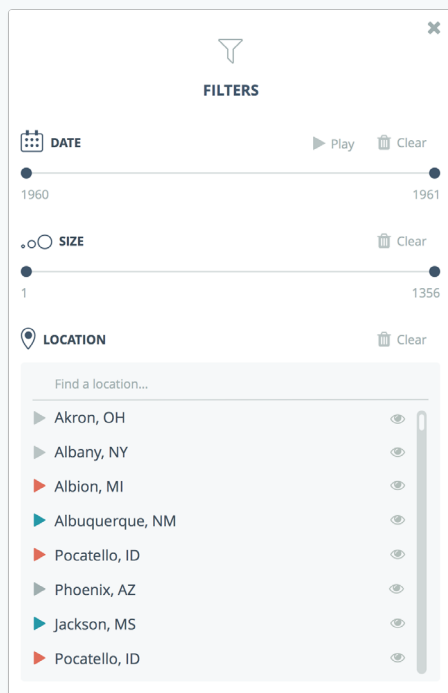 FILTERS
DATE Play Clear
1960 1961
SIZE Clear
1 1356
LOCATION Clear
Find a location...
Akron, OH
Albany, NY
Albion, MI
Albuquerque, NM
Pocatello, ID
Phoenix, AZ
Jackson, MS
Pocatello, ID